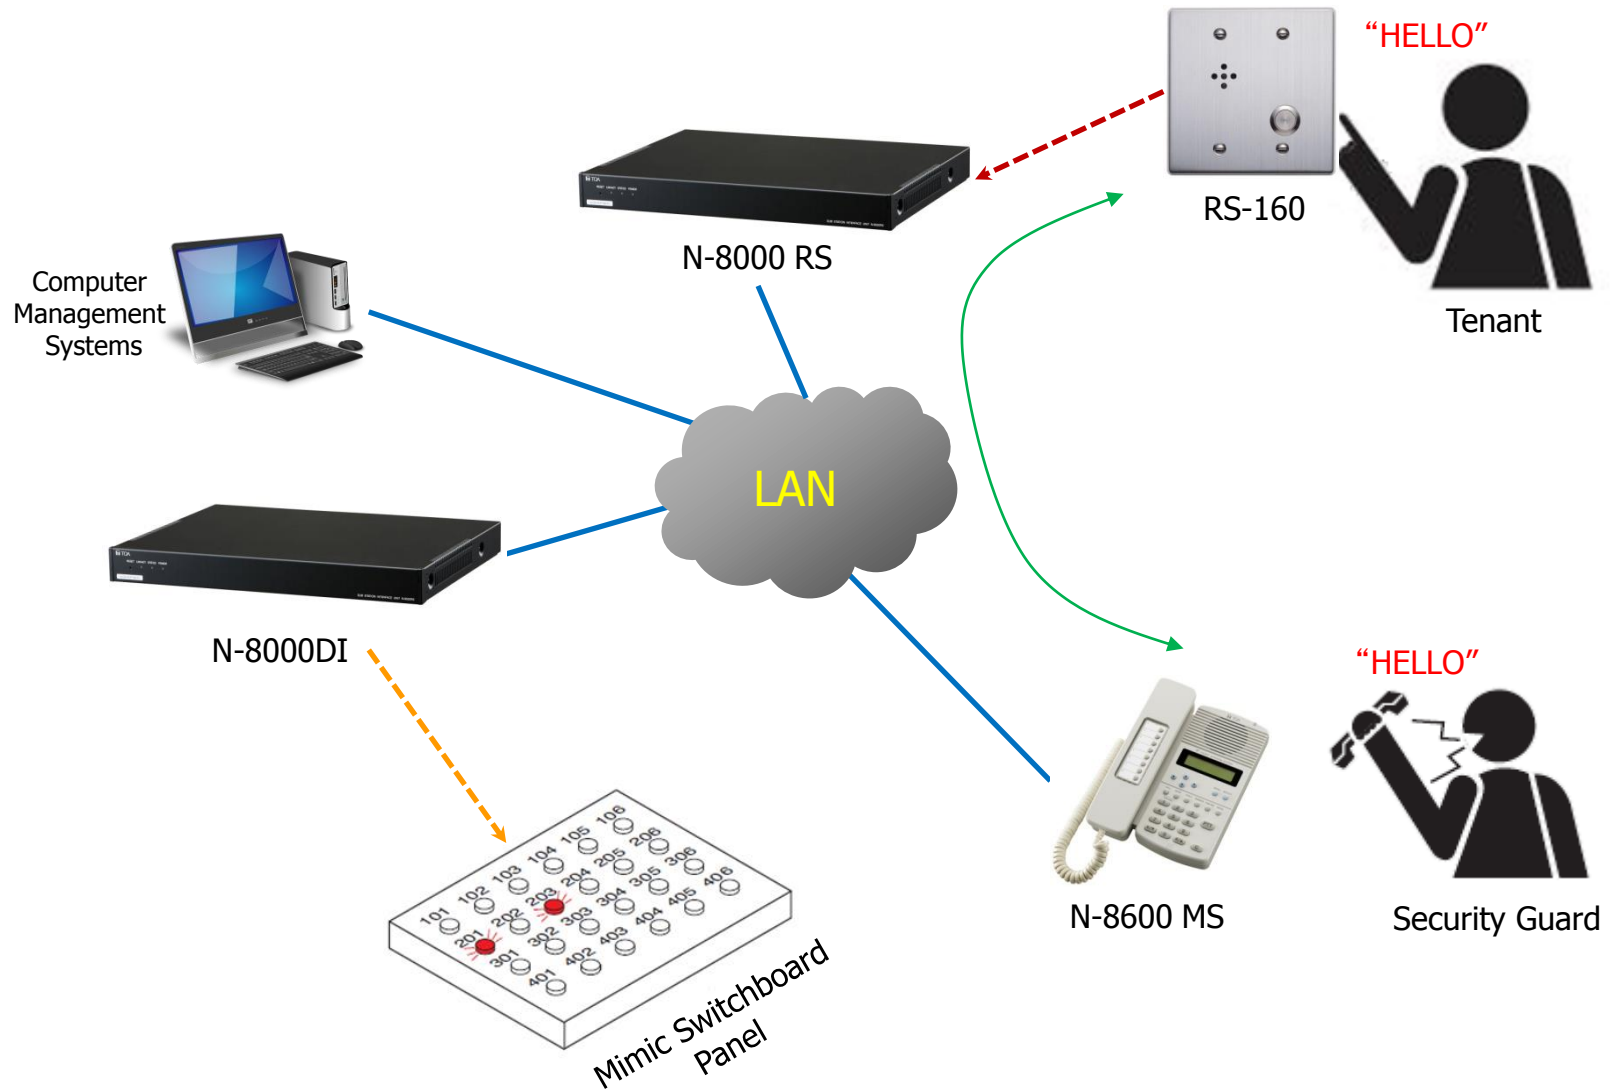 “HELLO”
TOA
RS-160
N-8000 RS
Tenant
Computer
Management
Systems
LAN
TOA
N-8000DI
“HELLO”
N-8600 MS
Security Guard
101 102 103 104 105 106
201 202 203 204 205 206
301 302 303 304 305 306
401 402 403 404 405 406
Mimic Switchboard
Panel